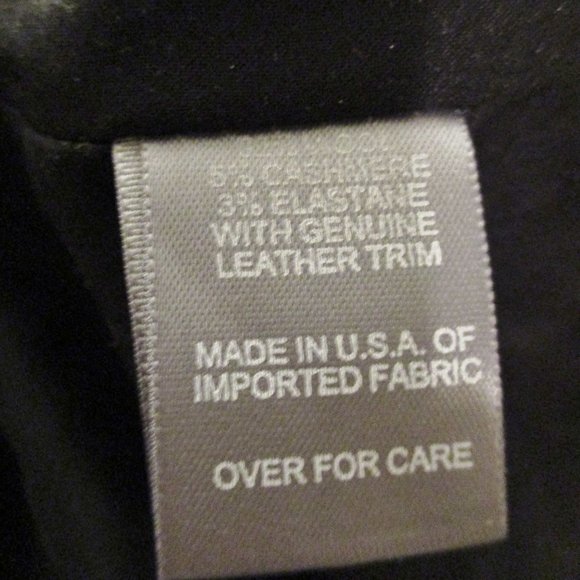 5% CASHMERE
3% ELASTANE
WITH GENUINE
LEATHER TRIM
MADE IN U.S.A. OF
IMPORTED FABRIC
OVER FOR CARE